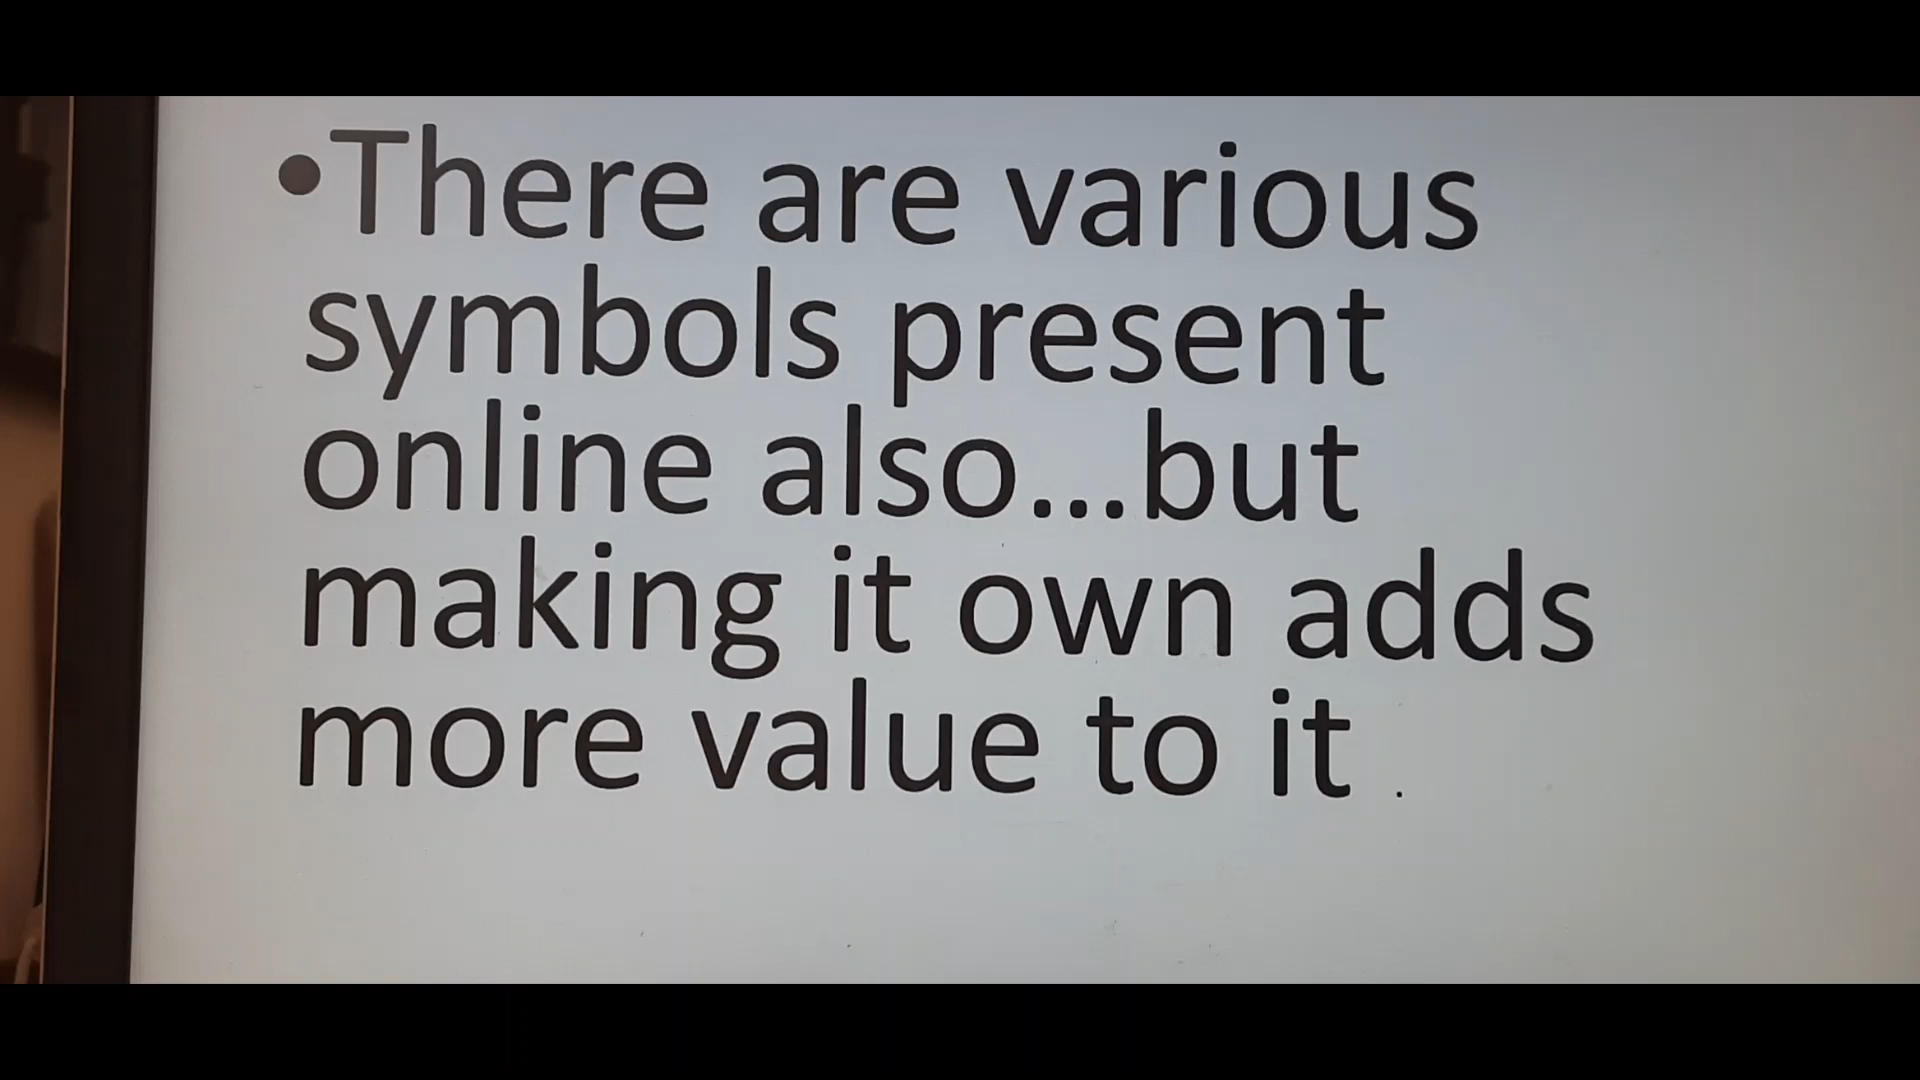 •There are various
symbols present
online also...but
making it own adds
more value to it .